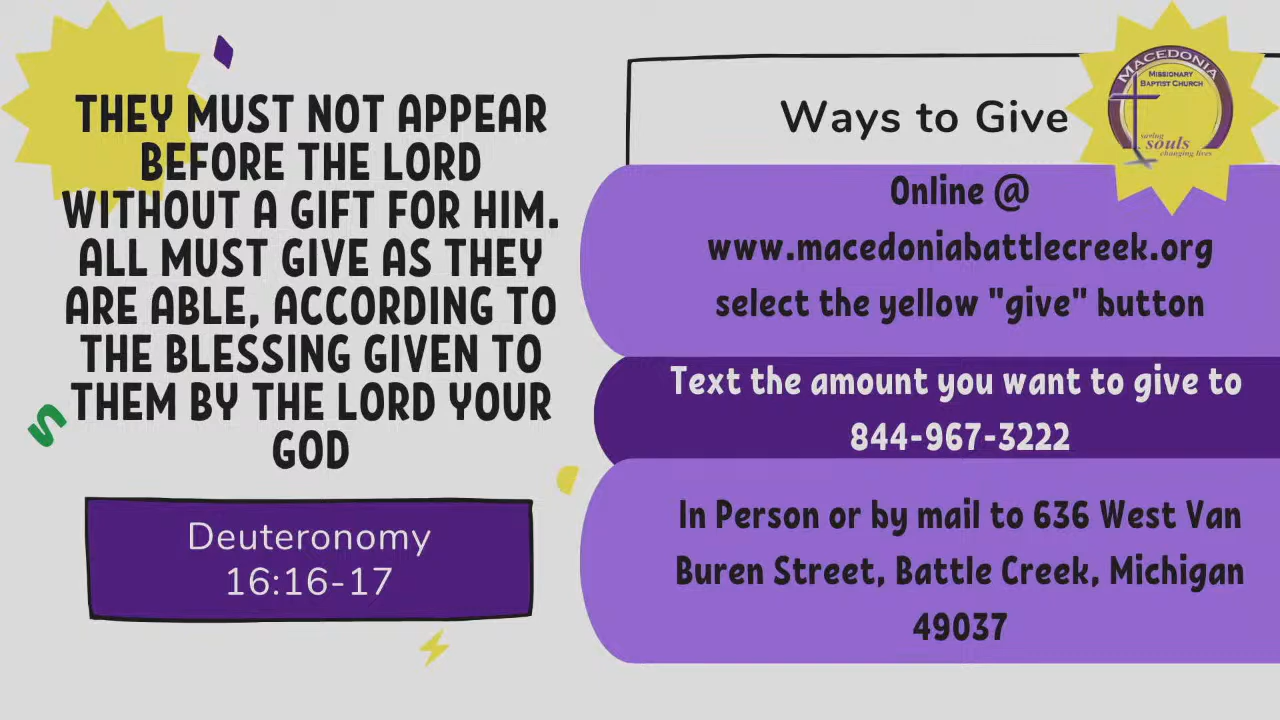 THEY MUST NOT APPEAR
BEFORE THE LORD
WITHOUT A GIFT FOR HIM.
ALL MUST GIVE AS THEY
ARE ABLE, ACCORDING TO
THE BLESSING GIVEN TO
THEM BY THE LORD YOUR
GOD
Deuteronomy
16:16-17
Ways to Give
MACEDONIA
MISSIONARY
BAPTIST CHURCH
saving
souls
changing lives
Online @
www.macedoniabattlecreek.org
select the yellow "give" button
Text the amount you want to give to
844-967-3222
In Person or by mail to 636 West Van
Buren Street, Battle Creek, Michigan
49037